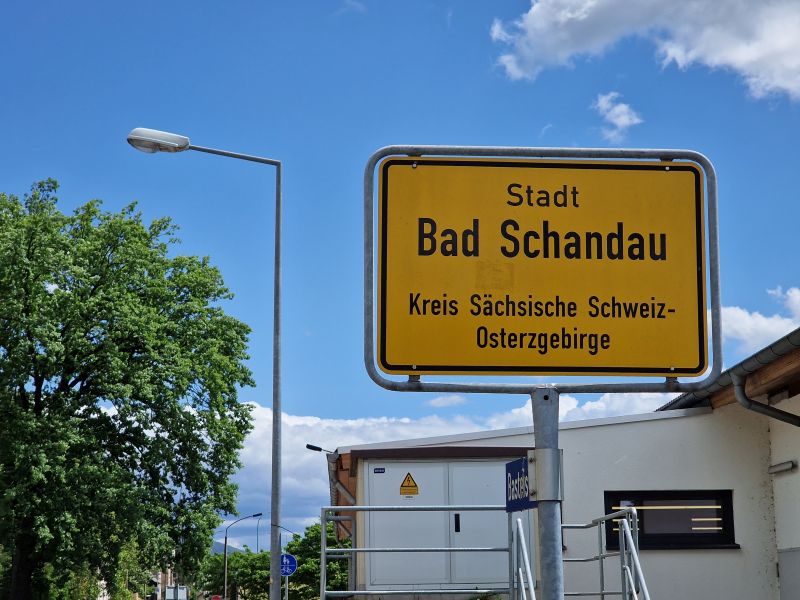 Stadt
Bad Schandau
Kreis Sächsische Schweiz-
Osterzgebirge